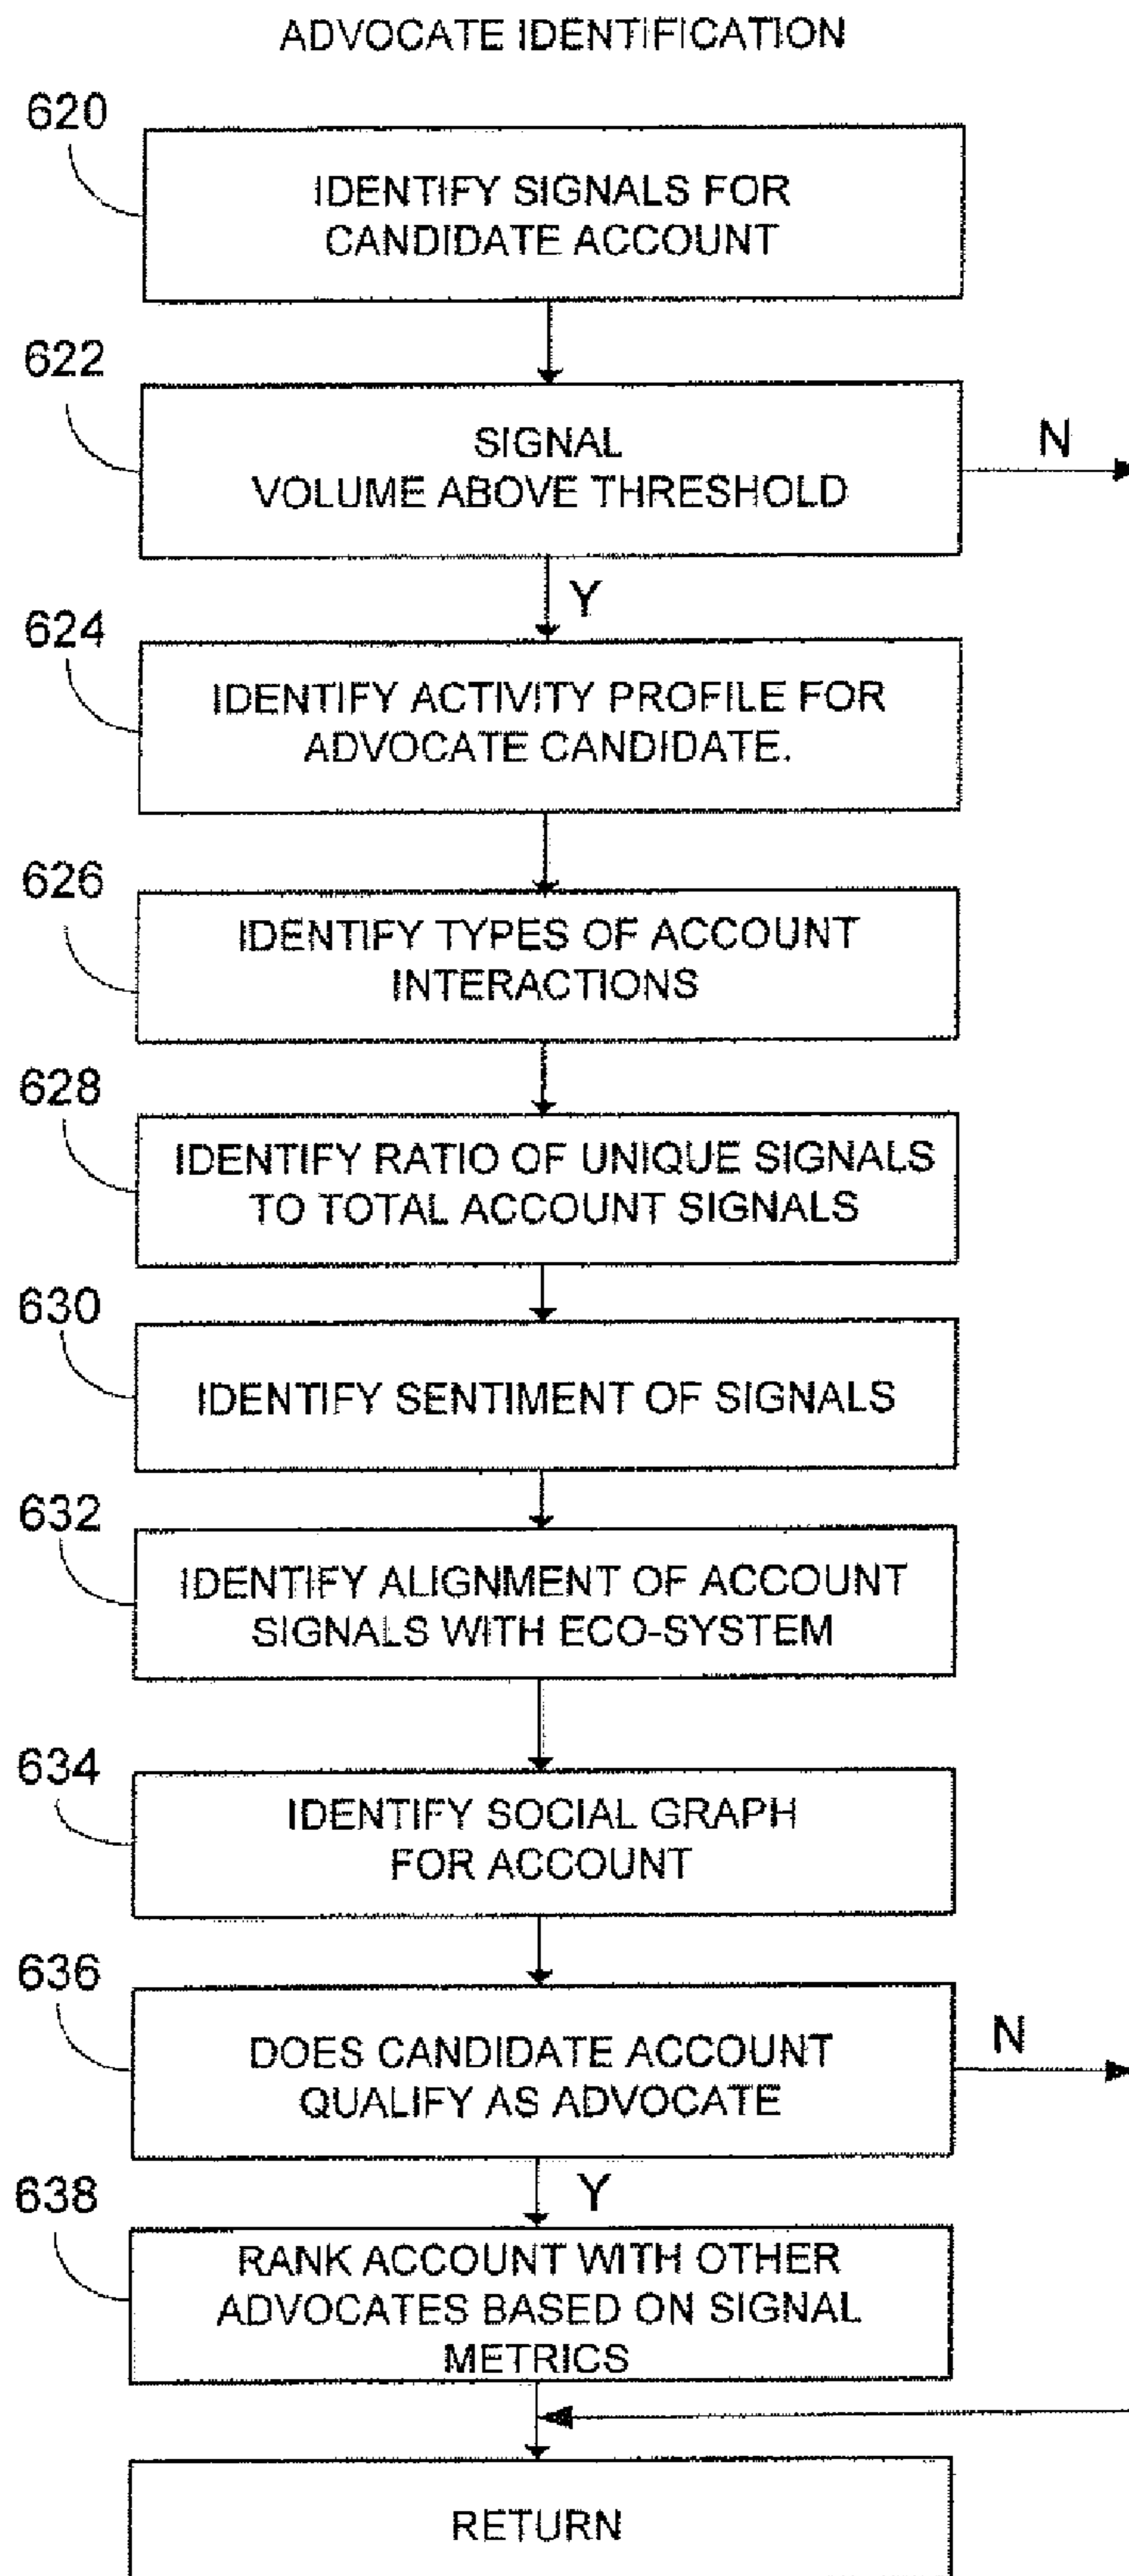 ADVOCATE IDENTIFICATION
620
IDENTIFY SIGNALS FOR
CANDIDATE ACCOUNT
622
SIGNAL
VOLUME ABOVE THRESHOLD
N
Y
624
IDENTIFY ACTIVITY PROFILE FOR
ADVOCATE CANDIDATE.
626
IDENTIFY TYPES OF ACCOUNT
INTERACTIONS
628
IDENTIFY RATIO OF UNIQUE SIGNALS
TO TOTAL ACCOUNT SIGNALS
630
IDENTIFY SENTIMENT OF SIGNALS
632
IDENTIFY ALIGNMENT OF ACCOUNT
SIGNALS WITH ECO-SYSTEM
634
IDENTIFY SOCIAL GRAPH
FOR ACCOUNT
636
DOES CANDIDATE ACCOUNT
QUALIFY AS ADVOCATE
N
Y
638
RANK ACCOUNT WITH OTHER
ADVOCATES BASED ON SIGNAL
METRICS
RETURN